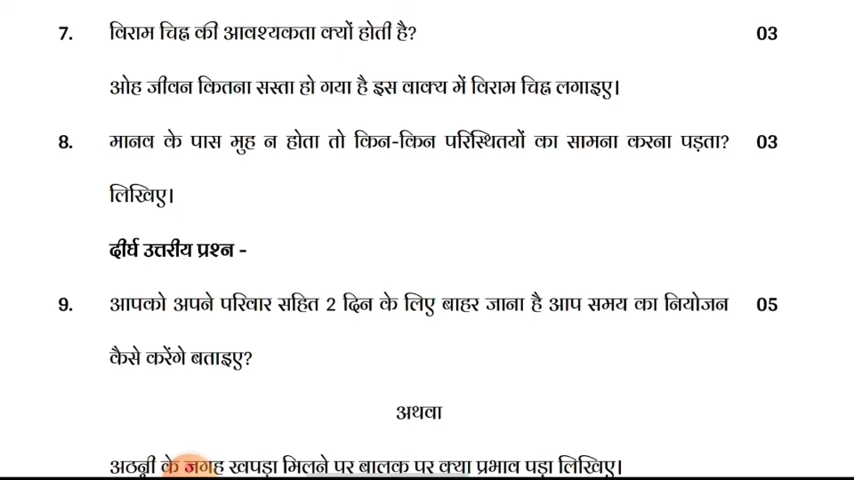 7. विराम चिह्न की आवश्यकता क्यों होती है? 03
ओह जीवन कितना सस्ता हो गया है इस वाक्य में विराम चिह्न लगाइए।
8. मानव के पास मुह न होता तो किन-किन परिस्थितयों का सामना करना पड़ता? 03
लिखिए।
दीर्घ उत्तरीय प्रश्न -
9. आपको अपने परिवार सहित 2 दिन के लिए बाहर जाना है आप समय का नियोजन 05
कैसे करेंगे बताइए?
अथवा
अठन्नी के जगह खपड़ा मिलने पर बालक पर क्या प्रभाव पड़ा लिखिए।